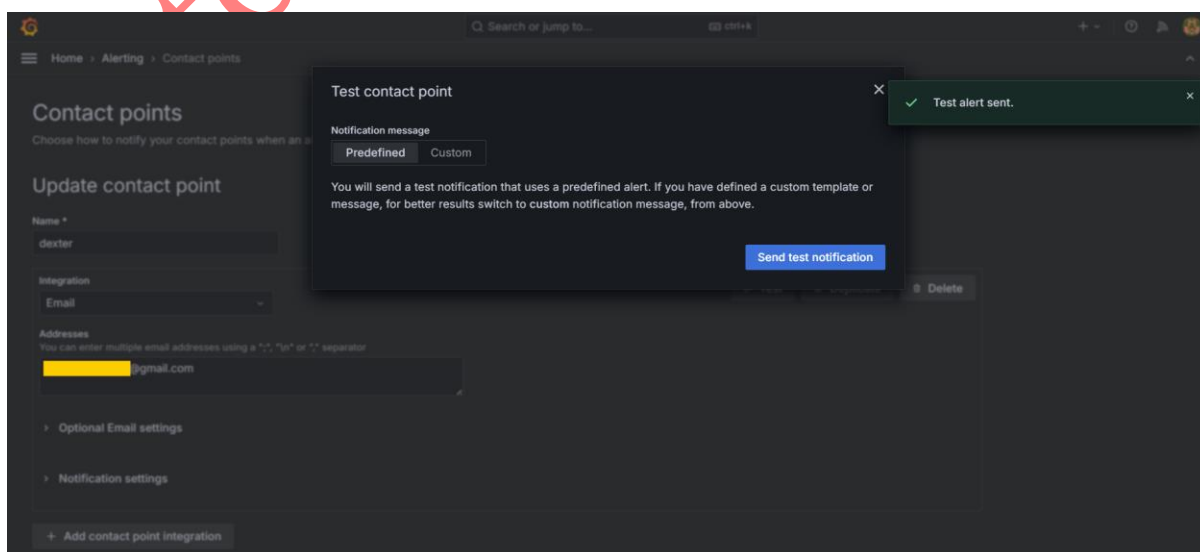 Search or jump to...
ctrl+k
Home › Alerting › Contact points
Contact points
Choose how to notify your contact points when an a
Update contact point
Name *
dexter
Integration
Email
Addresses
You can enter multiple email addresses using a ";", "\n" or "," separator
@gmail.com
Optional Email settings
Notification settings
+ Add contact point integration
Test contact point
Notification message
Predefined Custom
You will send a test notification that uses a predefined alert. If you have defined a custom template or
message, for better results switch to custom notification message, from above.
Send test notification
Delete
Test alert sent.